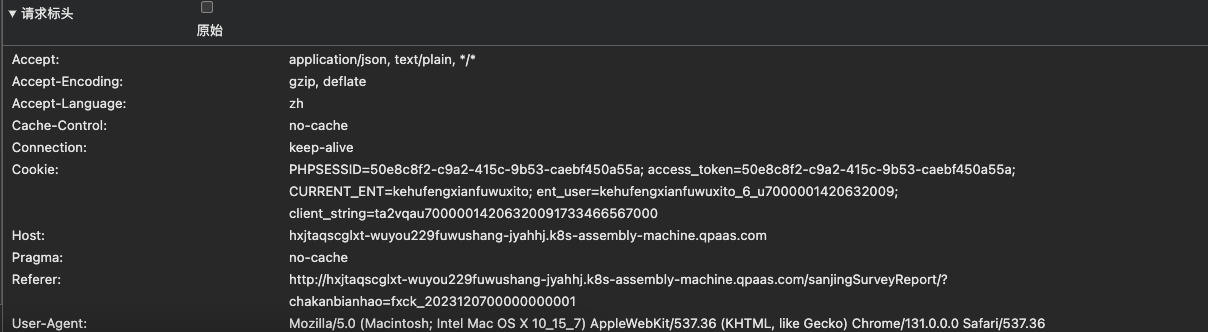 ▼ 请求标头
原始
Accept: application/json, text/plain, */*
Accept-Encoding: gzip, deflate
Accept-Language: zh
Cache-Control: no-cache
Connection: keep-alive
Cookie: PHPSESSID=50e8c8f2-c9a2-415c-9b53-caebf450a55a; access_token=50e8c8f2-c9a2-415c-9b53-caebf450a55a;
CURRENT_ENT=kehufengxianfuwuxito; ent_user=kehufengxianfuwuxito_6_u7000001420632009;
client_string=ta2vqau70000014206320091733466567000
Host: hxjtaqscglxt-wuyou229fuwushang-jyahhj.k8s-assembly-machine.qpaas.com
Pragma: no-cache
Referer: http://hxjtaqscglxt-wuyou229fuwushang-jyahhj.k8s-assembly-machine.qpaas.com/sanjingSurveyReport/?
chakanbianhao=fxck_2023120700000000001
User-Agent: Mozilla/5.0 (Macintosh; Intel Mac OS X 10_15_7) AppleWebKit/537.36 (KHTML, like Gecko) Chrome/131.0.0.0 Safari/537.36